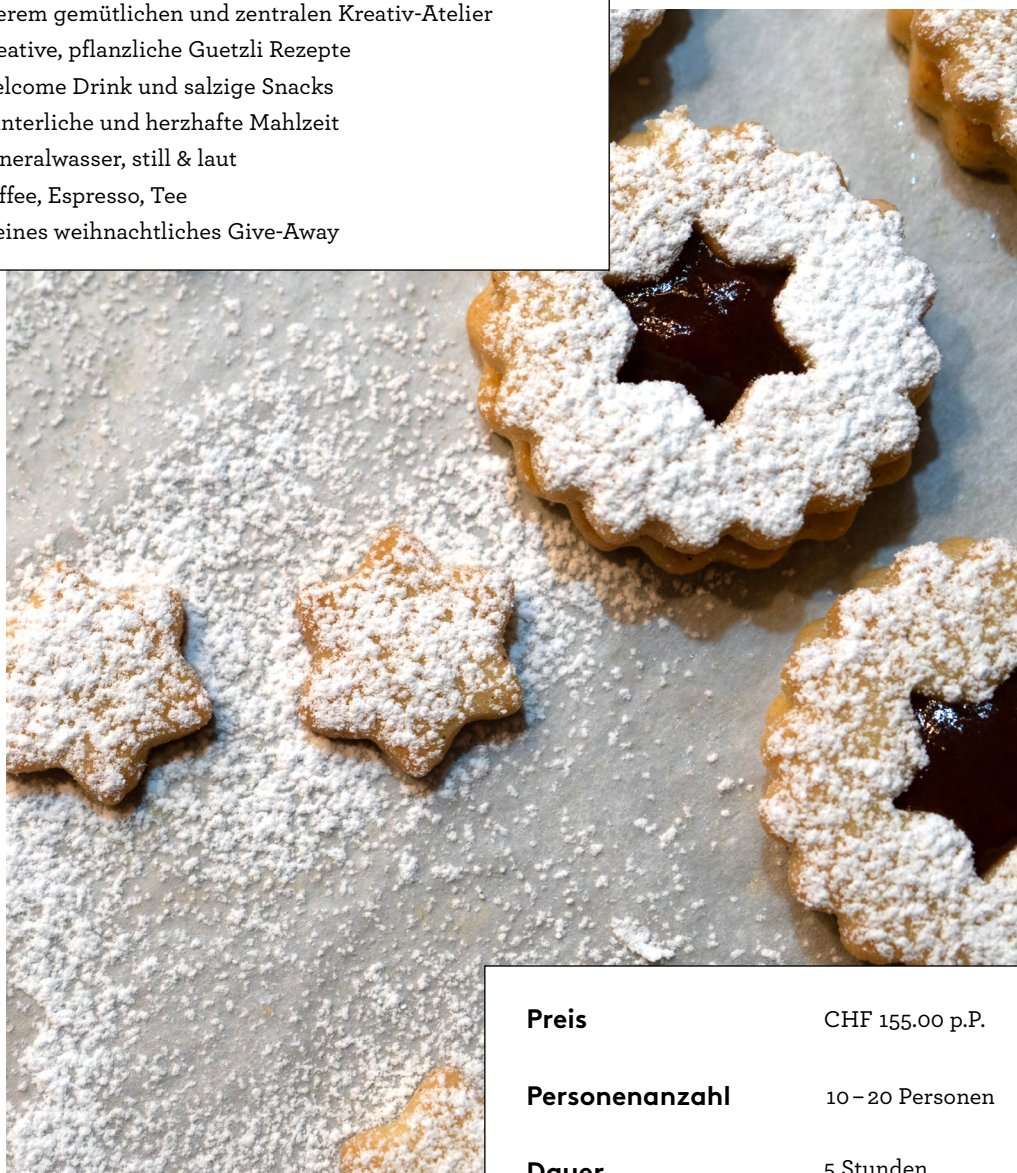 erem gemütlichen und zentralen Kreativ-Atelier
eative, pflanzliche Guetzli Rezepte
elcome Drink und salzige Snacks
nterliche und herzhafte Mahlzeit
neralwasser, still & laut
ffee, Espresso, Tee
eines weihnachtliches Give-Away
Preis CHF 155.00 p.P.
Personenanzahl 10–20 Personen
Dauer 5 Stunden